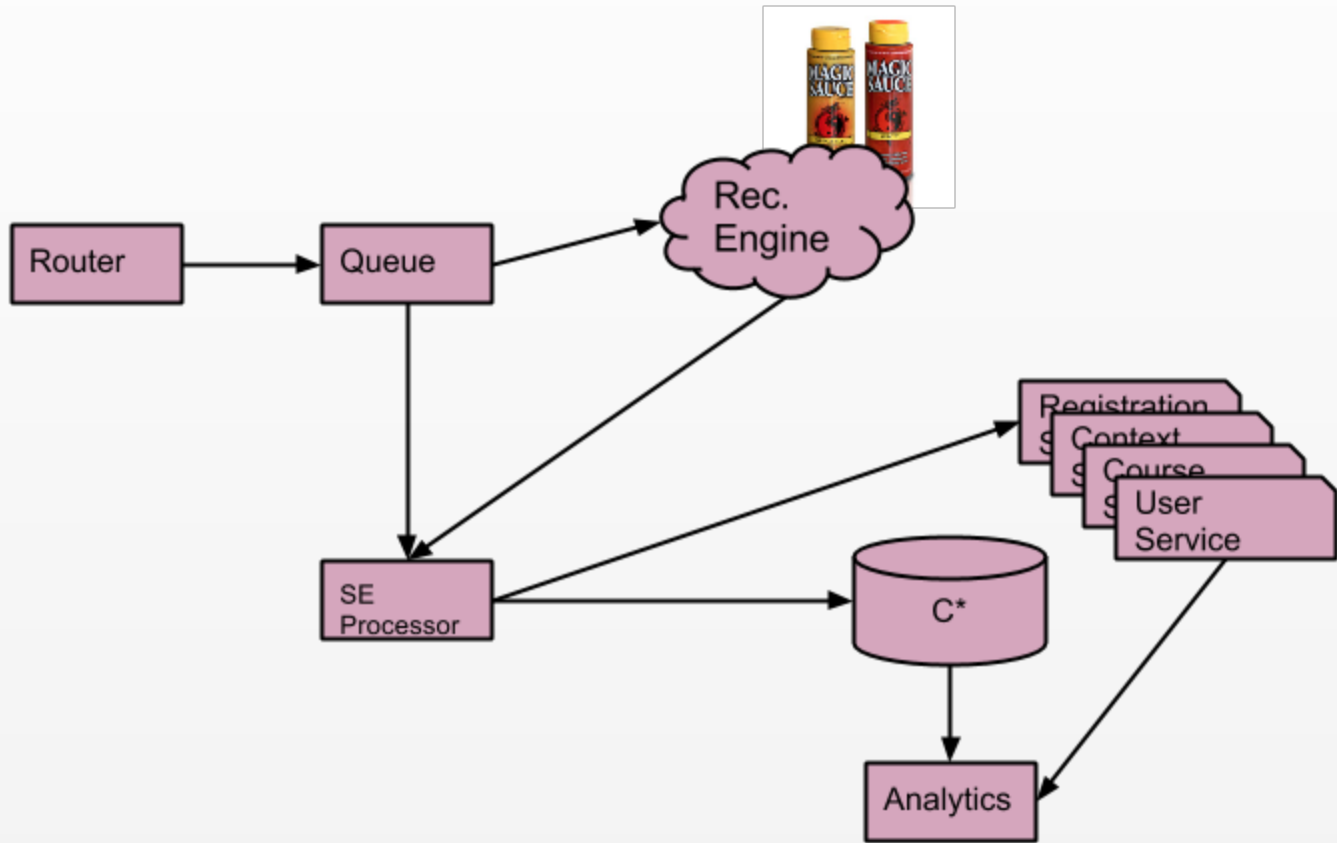 MAGIC
SAUCE
MAGIC
SAUCE
Rec.
Engine
Router
Queue
Registration
Context
Course
User
Service
SE
Processor
C*
Analytics